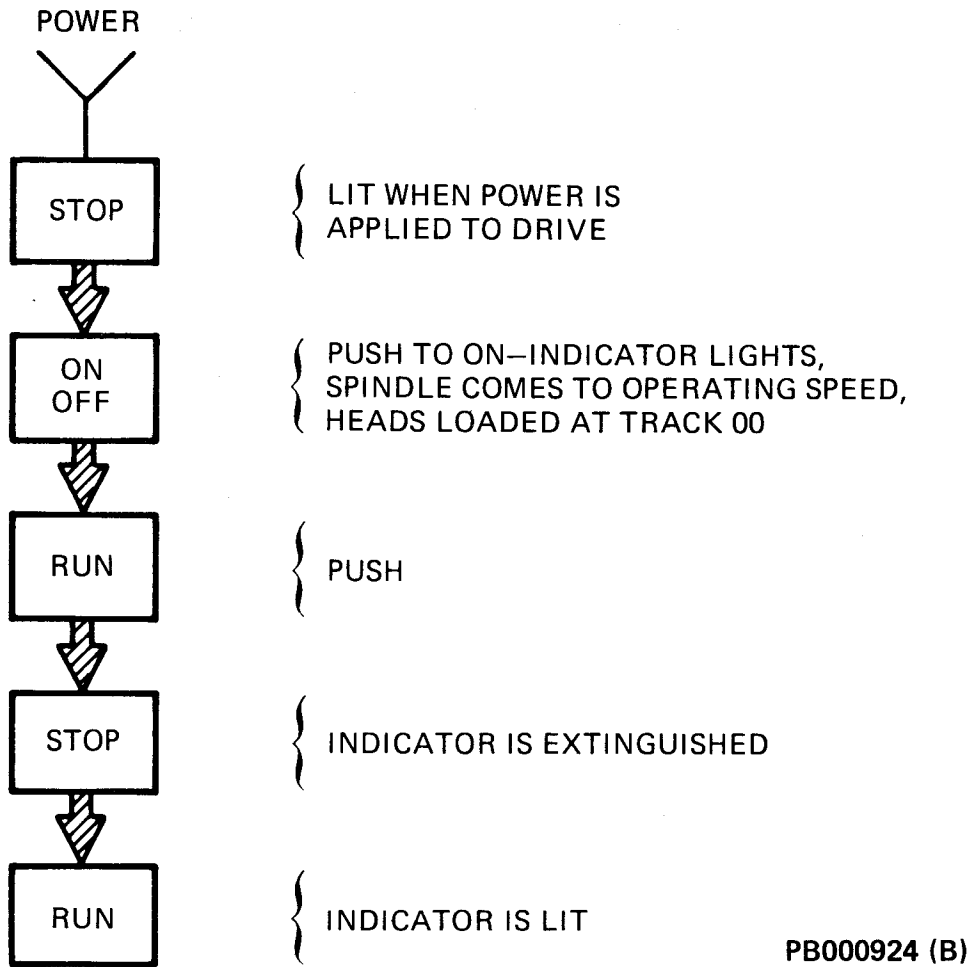 POWER
STOP
LIT WHEN POWER IS
APPLIED TO DRIVE
ON
OFF
PUSH TO ON–INDICATOR LIGHTS,
SPINDLE COMES TO OPERATING SPEED,
HEADS LOADED AT TRACK 00
RUN
PUSH
STOP
INDICATOR IS EXTINGUISHED
RUN
INDICATOR IS LIT
PB000924 (B)